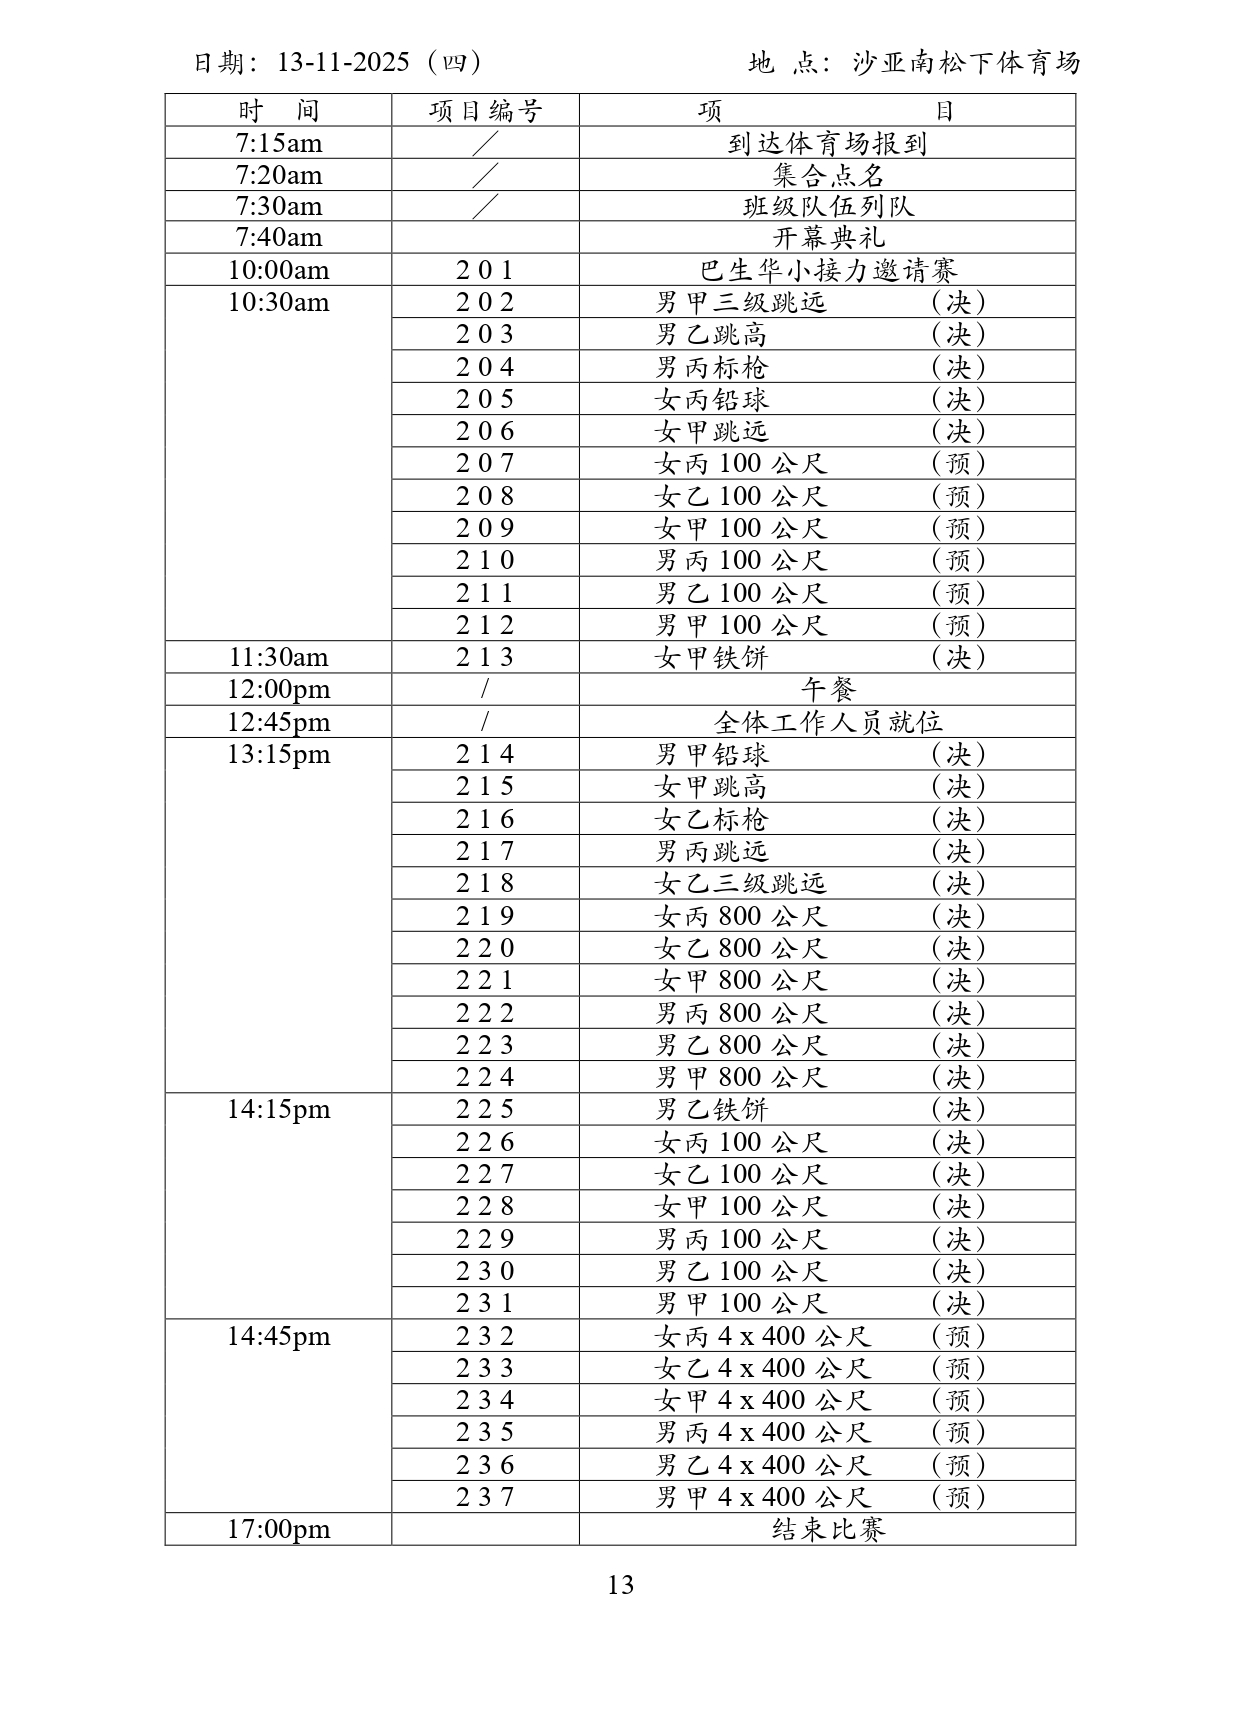 日期：13-11-2025（四） 地 点：沙亚南松下体育场
时 间 项目编号 项 目
7:15am ／ 到达体育场报到
7:20am ／ 集合点名
7:30am ／ 班级队伍列队
7:40am 开幕典礼
10:00am 201 巴生华小接力邀请赛
10:30am 202 男甲三级跳远 （决）
203 男乙跳高 （决）
204 男丙标枪 （决）
205 女丙铅球 （决）
206 女甲跳远 （决）
207 女丙 100 公尺 （预）
208 女乙 100 公尺 （预）
209 女甲 100 公尺 （预）
210 男丙 100 公尺 （预）
211 男乙 100 公尺 （预）
212 男甲 100 公尺 （预）
11:30am 213 女甲铁饼 （决）
12:00pm / 午餐
12:45pm / 全体工作人员就位
13:15pm 214 男甲铅球 （决）
215 女甲跳高 （决）
216 女乙标枪 （决）
217 男丙跳远 （决）
218 女乙三级跳远 （决）
219 女丙 800 公尺 （决）
220 女乙 800 公尺 （决）
221 女甲 800 公尺 （决）
222 男丙 800 公尺 （决）
223 男乙 800 公尺 （决）
224 男甲 800 公尺 （决）
14:15pm 225 男乙铁饼 （决）
226 女丙 100 公尺 （决）
227 女乙 100 公尺 （决）
228 女甲 100 公尺 （决）
229 男丙 100 公尺 （决）
230 男乙 100 公尺 （决）
231 男甲 100 公尺 （决）
14:45pm 232 女丙 4 x 400 公尺 （预）
233 女乙 4 x 400 公尺 （预）
234 女甲 4 x 400 公尺 （预）
235 男丙 4 x 400 公尺 （预）
236 男乙 4 x 400 公尺 （预）
237 男甲 4 x 400 公尺 （预）
17:00pm 结束比赛
13